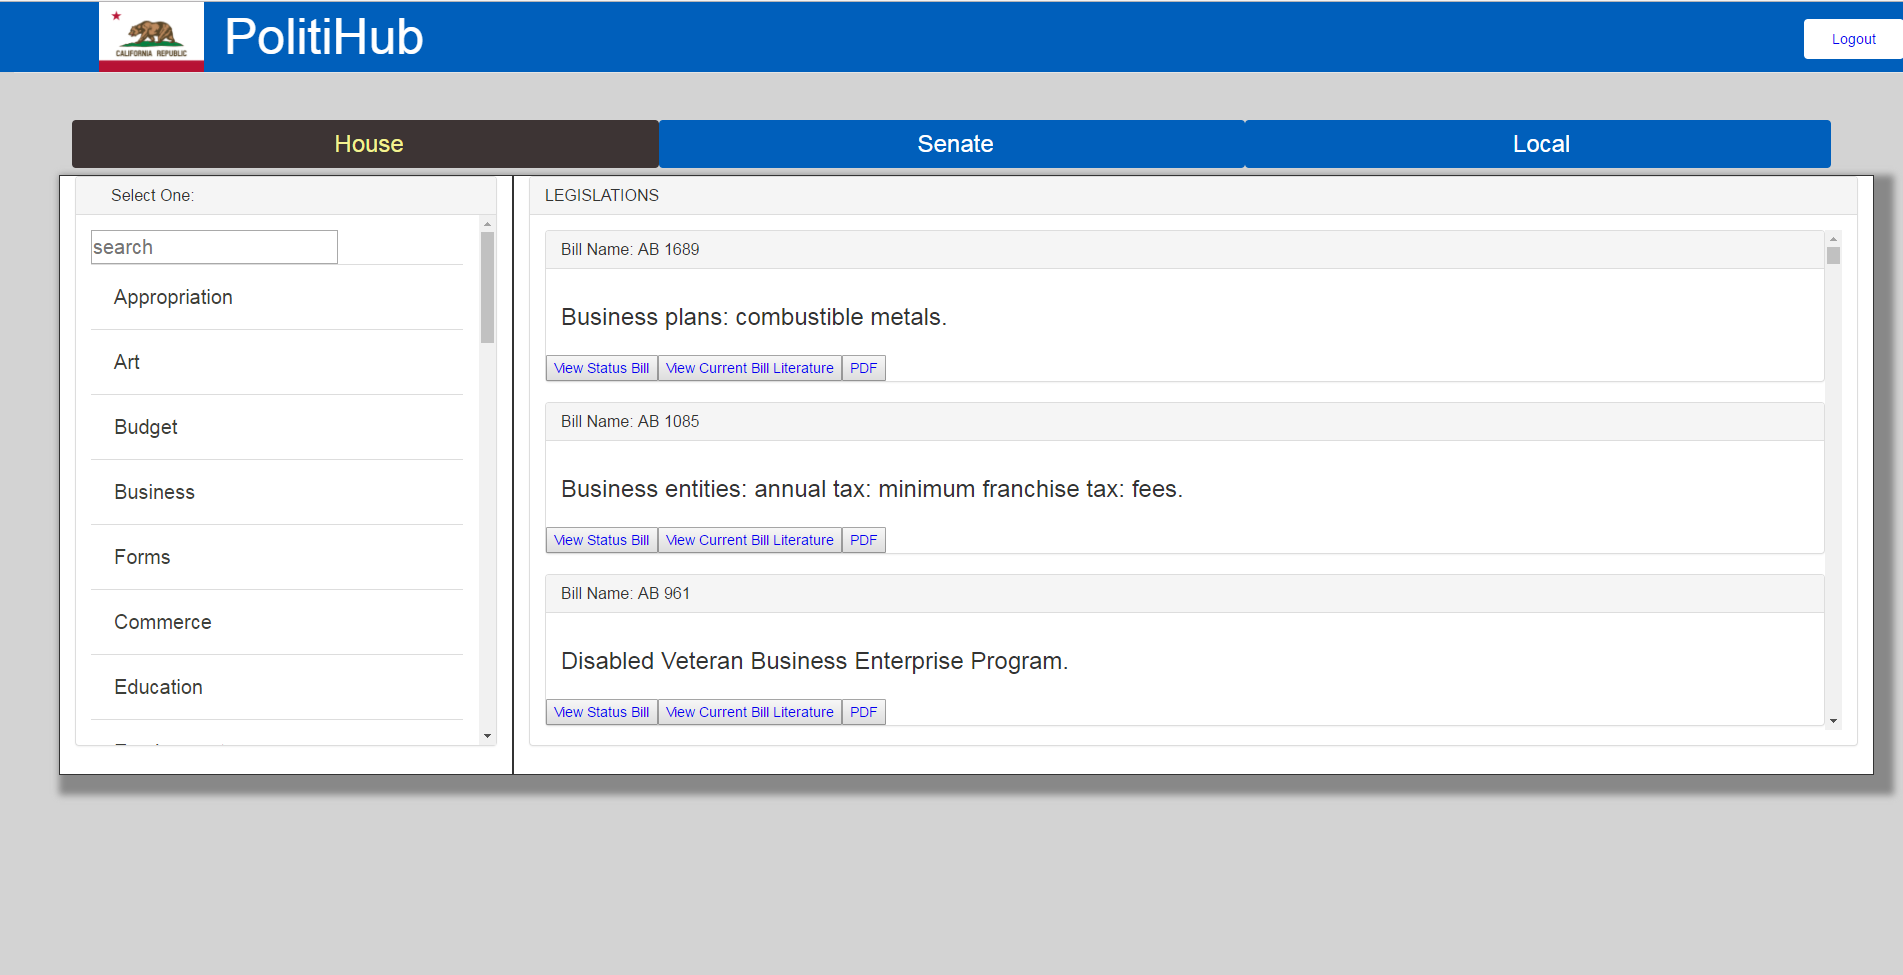 CALIFORNIA REPUBLIC
PolitiHub
Logout
House
Senate
Local
Select One:
search
Appropriation
Art
Budget
Business
Forms
Commerce
Education
LEGISLATIONS
Bill Name: AB 1689
Business plans: combustible metals.
View Status Bill View Current Bill Literature PDF
Bill Name: AB 1085
Business entities: annual tax: minimum franchise tax: fees.
View Status Bill View Current Bill Literature PDF
Bill Name: AB 961
Disabled Veteran Business Enterprise Program.
View Status Bill View Current Bill Literature PDF